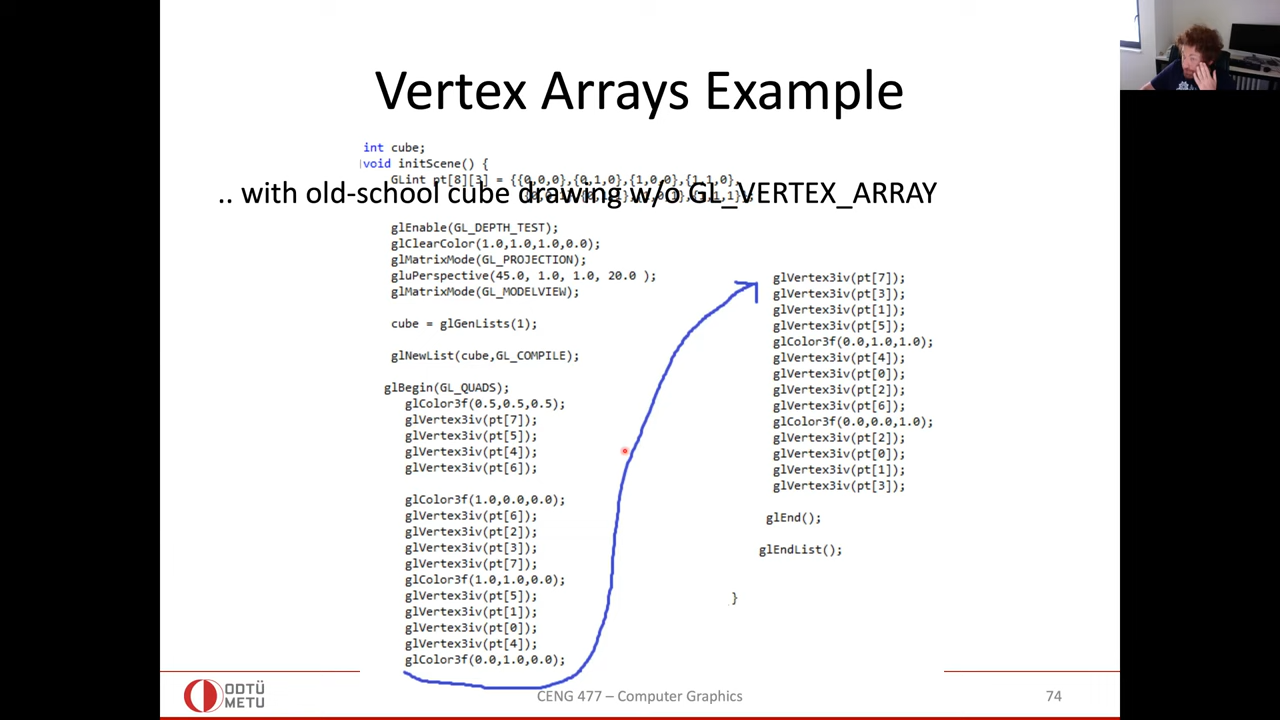 Vertex Arrays Example
int cube;
void initScene() {
GLint pt[8][3] = {{0,0,0},{0,1,0},{1,0,0},{1,1,0},
.. with old-school cube drawing w/o GL_VERTEX_ARRAY
glEnable(GL_DEPTH_TEST);
glClearColor(1.0,1.0,1.0,0.0);
glMatrixMode(GL_PROJECTION);
gluPerspective(45.0, 1.0, 1.0, 20.0 );
glMatrixMode(GL_MODELVIEW);
cube = glGenLists(1);
glNewList(cube,GL_COMPILE);
glBegin(GL_QUADS);
glColor3f(0.5,0.5,0.5);
glVertex3iv(pt[7]);
glVertex3iv(pt[5]);
glVertex3iv(pt[4]);
glVertex3iv(pt[6]);
glColor3f(1.0,0.0,0.0);
glVertex3iv(pt[6]);
glVertex3iv(pt[2]);
glVertex3iv(pt[3]);
glVertex3iv(pt[7]);
glColor3f(1.0,1.0,0.0);
glVertex3iv(pt[5]);
glVertex3iv(pt[1]);
glVertex3iv(pt[0]);
glVertex3iv(pt[4]);
glColor3f(0.0,1.0,0.0);
glVertex3iv(pt[7]);
glVertex3iv(pt[3]);
glVertex3iv(pt[1]);
glVertex3iv(pt[5]);
glColor3f(0.0,1.0,1.0);
glVertex3iv(pt[4]);
glVertex3iv(pt[0]);
glVertex3iv(pt[2]);
glVertex3iv(pt[6]);
glColor3f(0.0,0.0,1.0);
glVertex3iv(pt[2]);
glVertex3iv(pt[0]);
glVertex3iv(pt[1]);
glVertex3iv(pt[3]);
glEnd();
glEndList();
}
ODTÜ
METU
CENG 477 – Computer Graphics
74